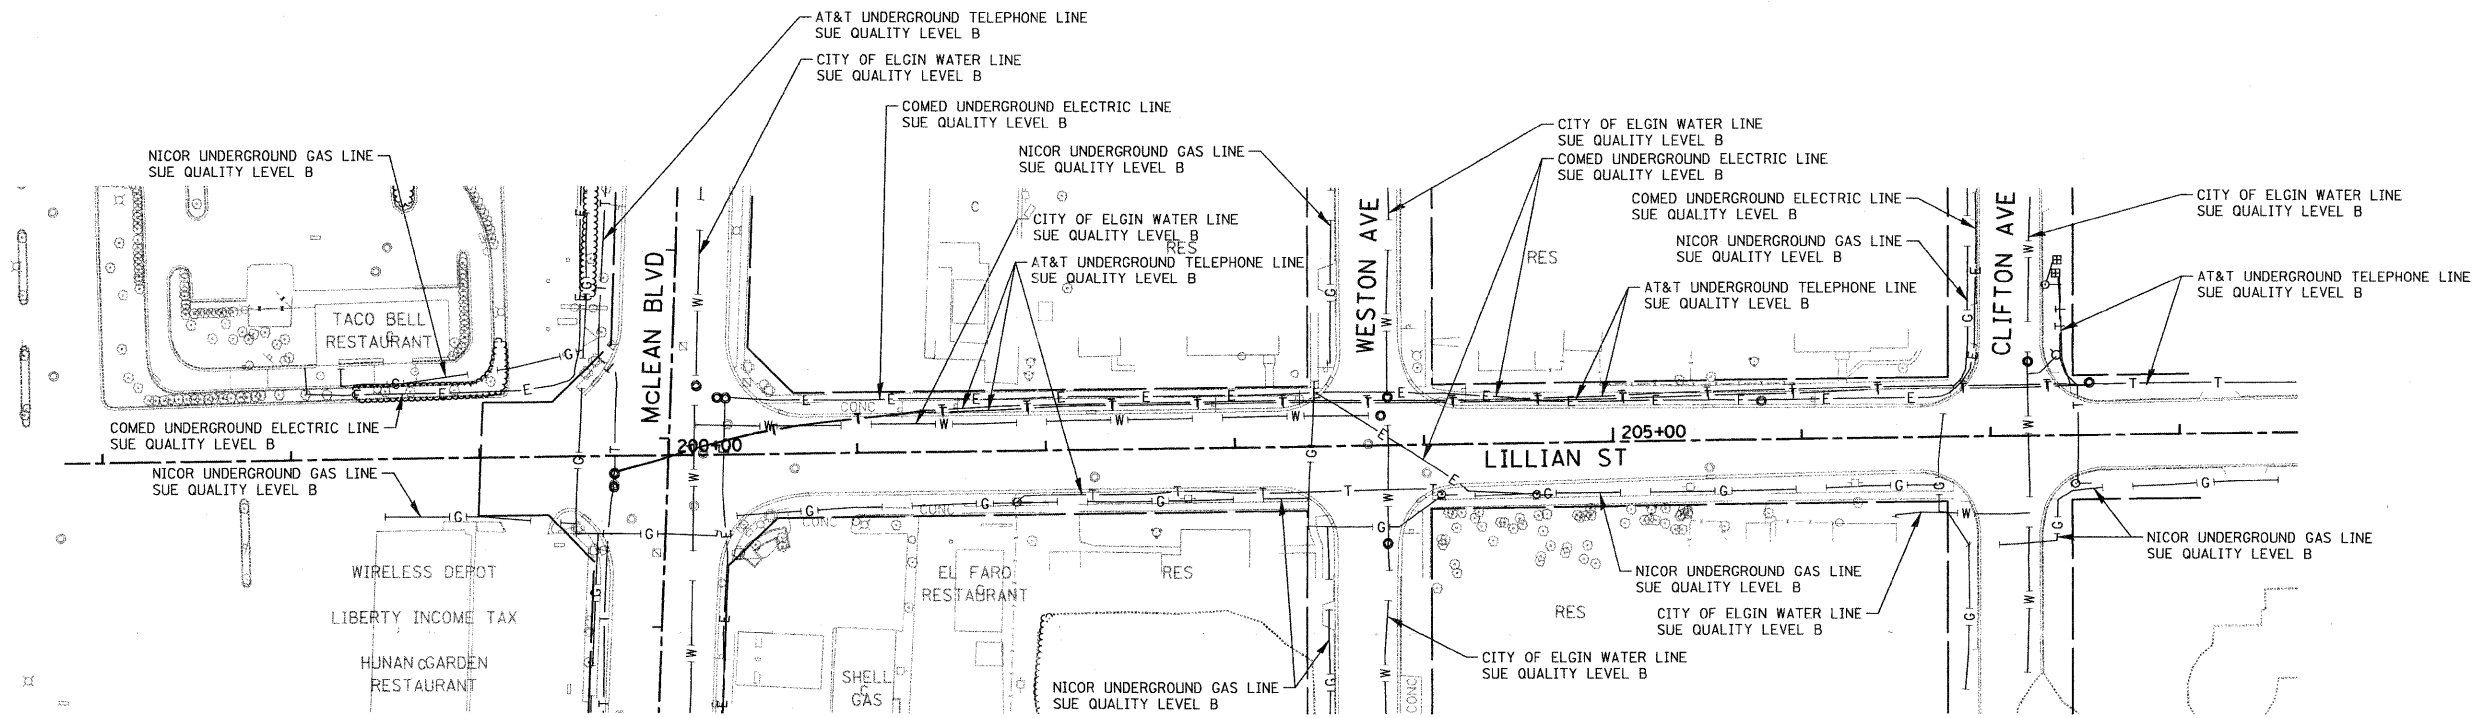 AT&T UNDERGROUND TELEPHONE LINE
SUE QUALITY LEVEL B
CITY OF ELGIN WATER LINE
SUE QUALITY LEVEL B
COMED UNDERGROUND ELECTRIC LINE
SUE QUALITY LEVEL B
NICOR UNDERGROUND GAS LINE
SUE QUALITY LEVEL B
NICOR UNDERGROUND GAS LINE
SUE QUALITY LEVEL B
CITY OF ELGIN WATER LINE
SUE QUALITY LEVEL B
COMED UNDERGROUND ELECTRIC LINE
SUE QUALITY LEVEL B
COMED UNDERGROUND ELECTRIC LINE
SUE QUALITY LEVEL B
NICOR UNDERGROUND GAS LINE
SUE QUALITY LEVEL B
CITY OF ELGIN WATER LINE
SUE QUALITY LEVEL B
CITY OF ELGIN WATER LINE
SUE QUALITY LEVEL B
RES
AT&T UNDERGROUND TELEPHONE LINE
SUE QUALITY LEVEL B
RES
AT&T UNDERGROUND TELEPHONE LINE
SUE QUALITY LEVEL B
AT&T UNDERGROUND TELEPHONE LINE
SUE QUALITY LEVEL B
McLEAN BLVD
WESTON AVE
CLIFTON AVE
TACO BELL
RESTAURANT
CONC
COMED UNDERGROUND ELECTRIC LINE
SUE QUALITY LEVEL B
200+00
205+00
LILLIAN ST
NICOR UNDERGROUND GAS LINE
SUE QUALITY LEVEL B
CONC
CONC
WIRELESS DEPOT
LIBERTY INCOME TAX
HUNAN GARDEN
RESTAURANT
EL FARO
RESTAURANT
RES
SHELL
GAS
NICOR UNDERGROUND GAS LINE
SUE QUALITY LEVEL B
NICOR UNDERGROUND GAS LINE
SUE QUALITY LEVEL B
RES
CITY OF ELGIN WATER LINE
SUE QUALITY LEVEL B
CITY OF ELGIN WATER LINE
SUE QUALITY LEVEL B
NICOR UNDERGROUND GAS LINE
SUE QUALITY LEVEL B
CONC